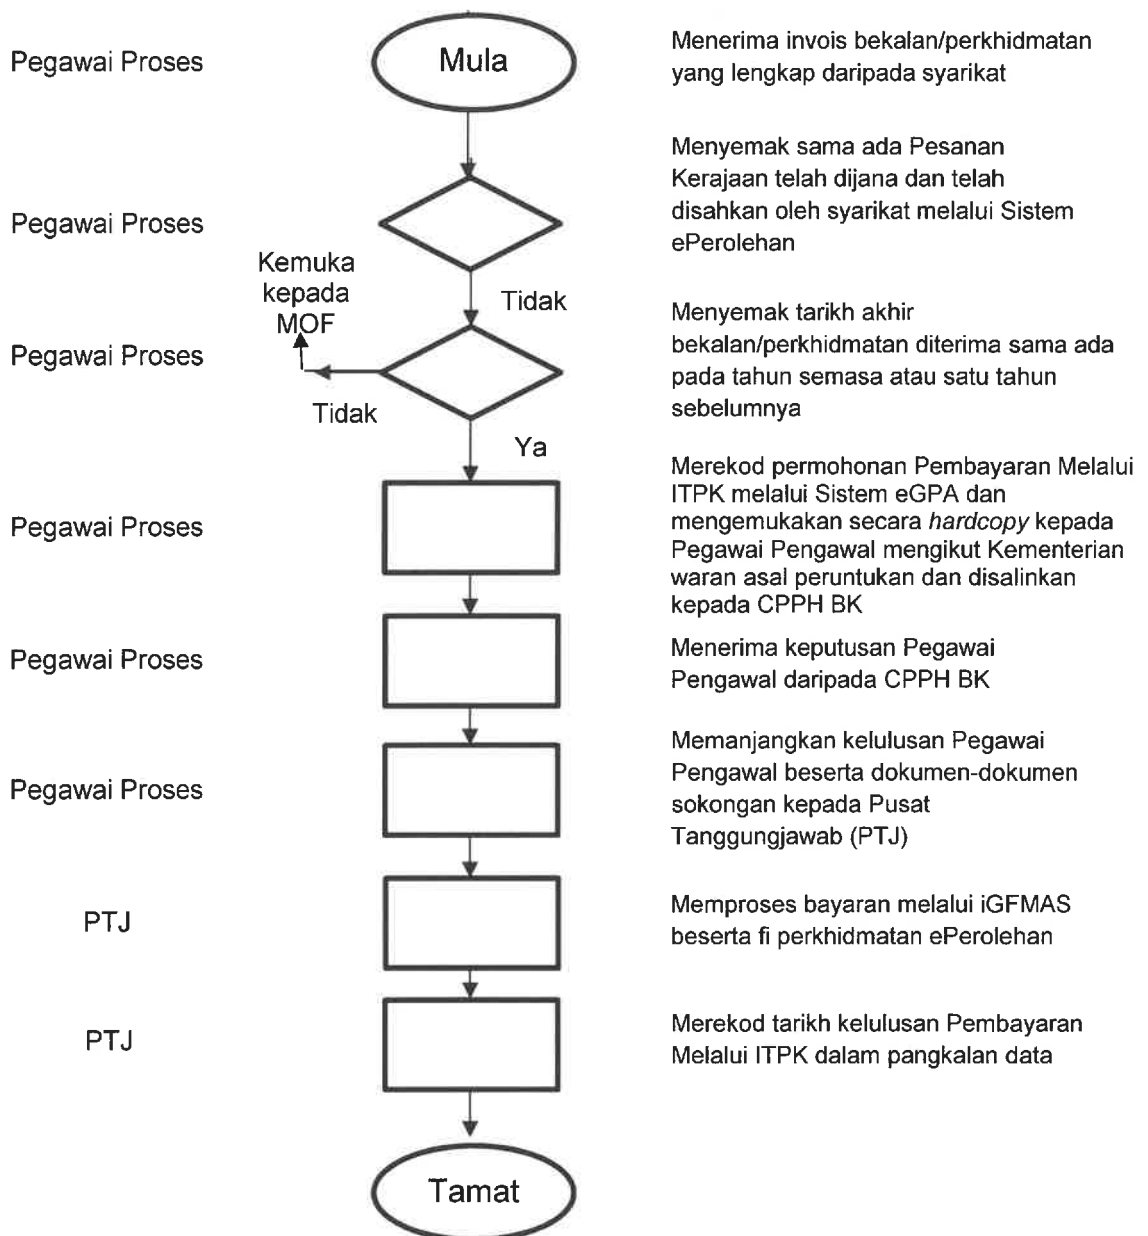 Pegawai Proses
Mula
Menerima invois bekalan/perkhidmatan
yang lengkap daripada syarikat
Pegawai Proses
Menyemak sama ada Pesanan
Kerajaan telah dijana dan telah
disahkan oleh syarikat melalui Sistem
ePerolehan
Tidak
Kemuka
kepada
MOF
Pegawai Proses
Tidak
Menyemak tarikh akhir
bekalan/perkhidmatan diterima sama ada
pada tahun semasa atau satu tahun
sebelumnya
Ya
Pegawai Proses
Merekod permohonan Pembayaran Melalui
ITPK melalui Sistem eGPA dan
mengemukakan secara hardcopy kepada
Pegawai Pengawal mengikut Kementerian
waran asal peruntukan dan disalinkan
kepada CPPH BK
Pegawai Proses
Menerima keputusan Pegawai
Pengawal daripada CPPH BK
Pegawai Proses
Memanjangkan kelulusan Pegawai
Pengawal beserta dokumen-dokumen
sokongan kepada Pusat
Tanggungjawab (PTJ)
PTJ
Memproses bayaran melalui iGFMAS
beserta fi perkhidmatan ePerolehan
PTJ
Merekod tarikh kelulusan Pembayaran
Melalui ITPK dalam pangkalan data
Tamat